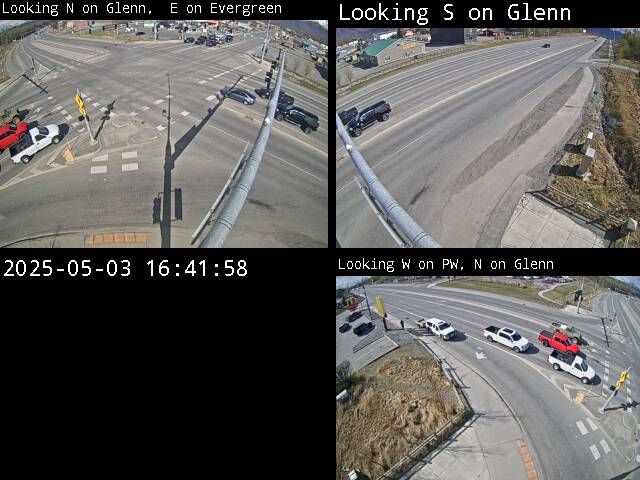 Looking N on Glenn,  E on Evergreen
Looking S on Glenn
2025-05-03 16:41:58
Looking W on PW, N on Glenn